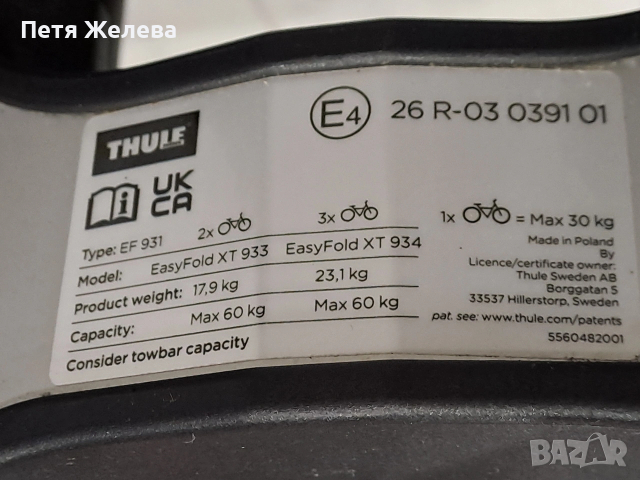 Петя Желева
THULE
E4
26 R-03 0391 01
UK
CA
2x
3x
1x = Max 30 kg
Type: EF 931
Model: EasyFold XT 933 EasyFold XT 934
Product weight: 17,9 kg 23,1 kg
Capacity: Max 60 kg Max 60 kg
Consider towbar capacity
Made in Poland
By
Licence/certificate owner:
Thule Sweden AB
Borggatan 5
33537 Hillerstorp, Sweden
pat. see: www.thule.com/patents
5560482001
BAZAR